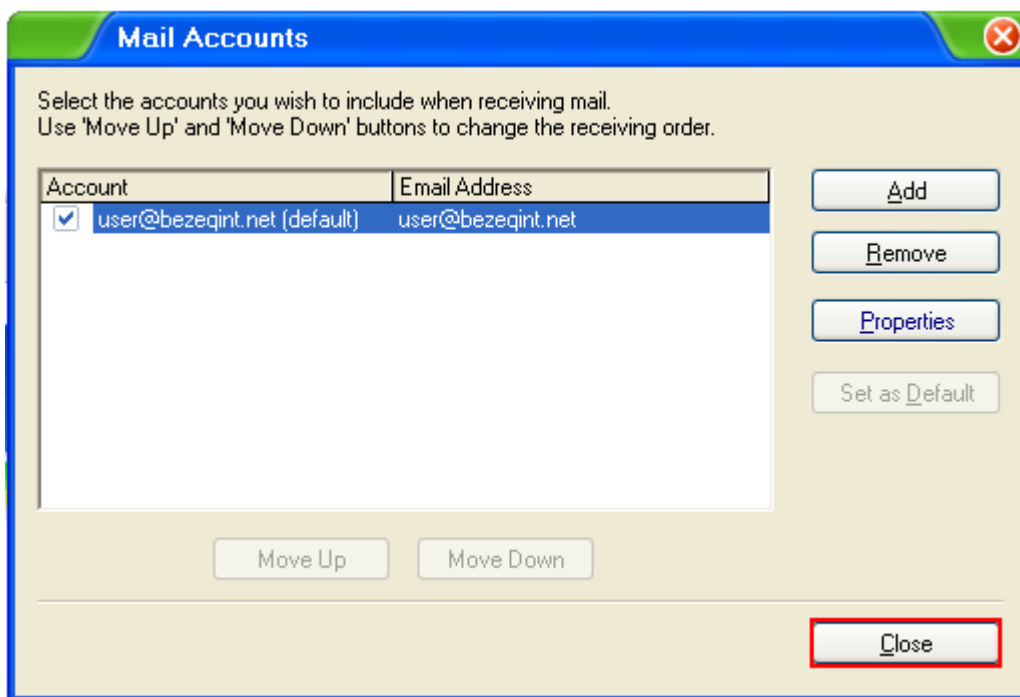 Mail Accounts
Select the accounts you wish to include when receiving mail.
Use 'Move Up' and 'Move Down' buttons to change the receiving order.
Account Email Address
user@bezeqint.net (default) user@bezeqint.net
Add
Remove
Properties
Set as Default
Move Up Move Down
Close